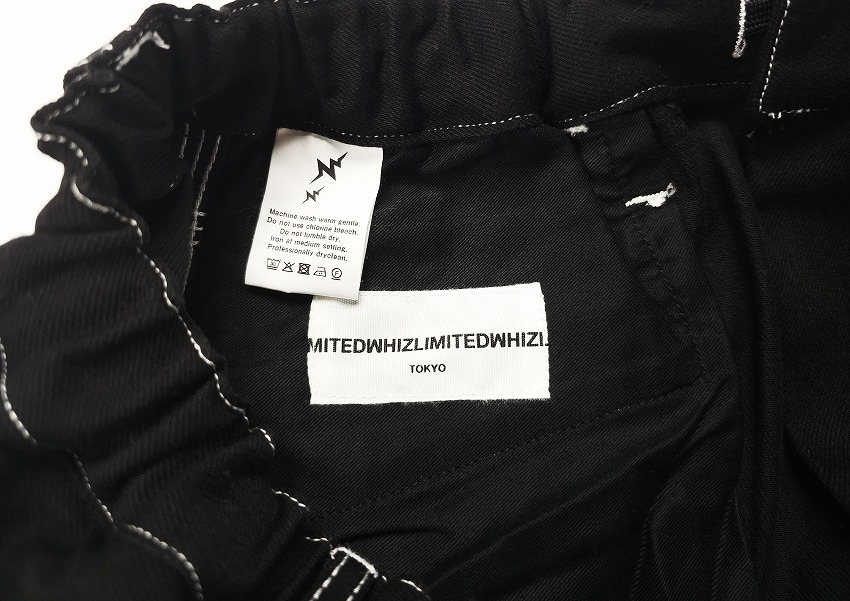 Machine wash warm gentle.
Do not use chlorine bleach.
Do not tumble dry.
Iron at medium setting.
Professionally dryclean.
MITEDWHIZLIMITEDWHIZL
TOKYO